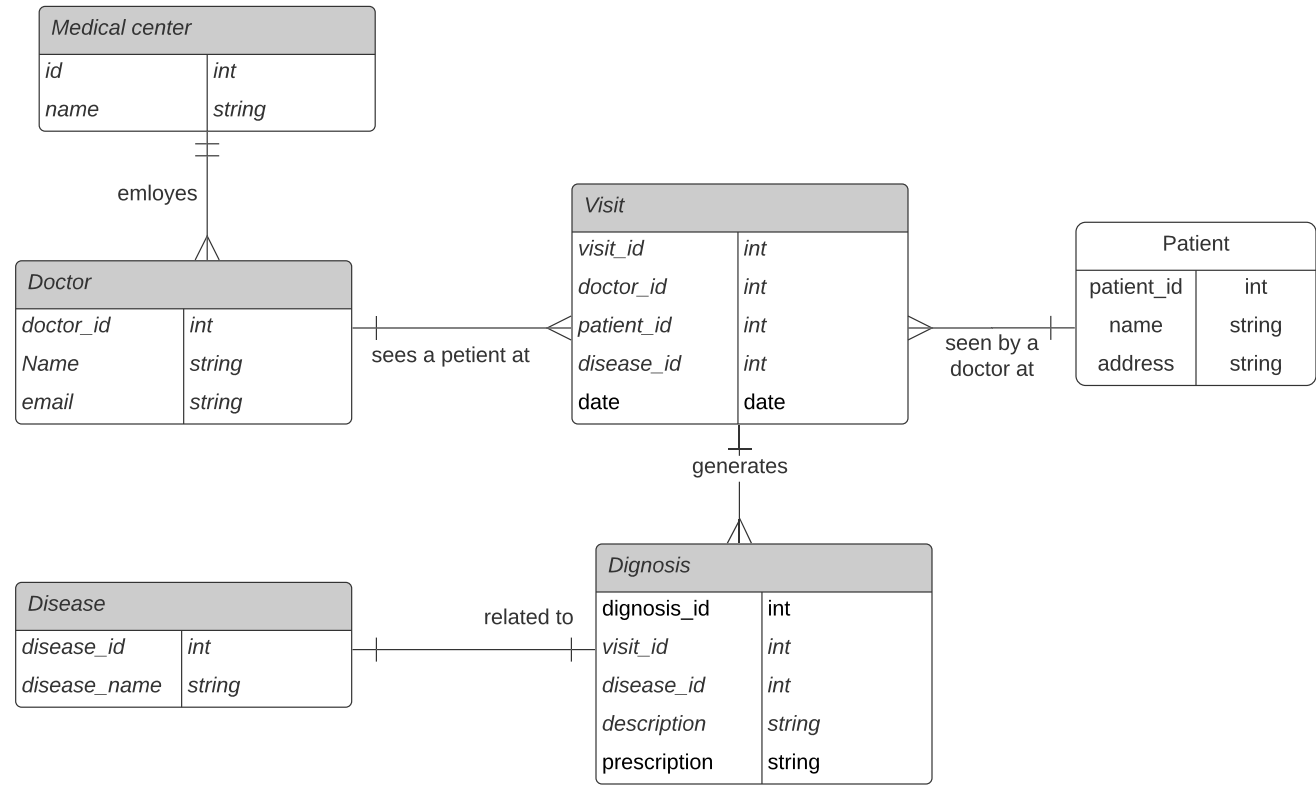 Medical center
id int
name string
emloyes
Doctor
doctor_id int
Name string
email string
sees a petient at
Visit
visit_id int
doctor_id int
patient_id int
disease_id int
date date
seen by a
doctor at
Patient
patient_id int
name string
address string
generates
Disease
disease_id int
disease_name string
related to
Dignosis
dignosis_id int
visit_id int
disease_id int
description string
prescription string